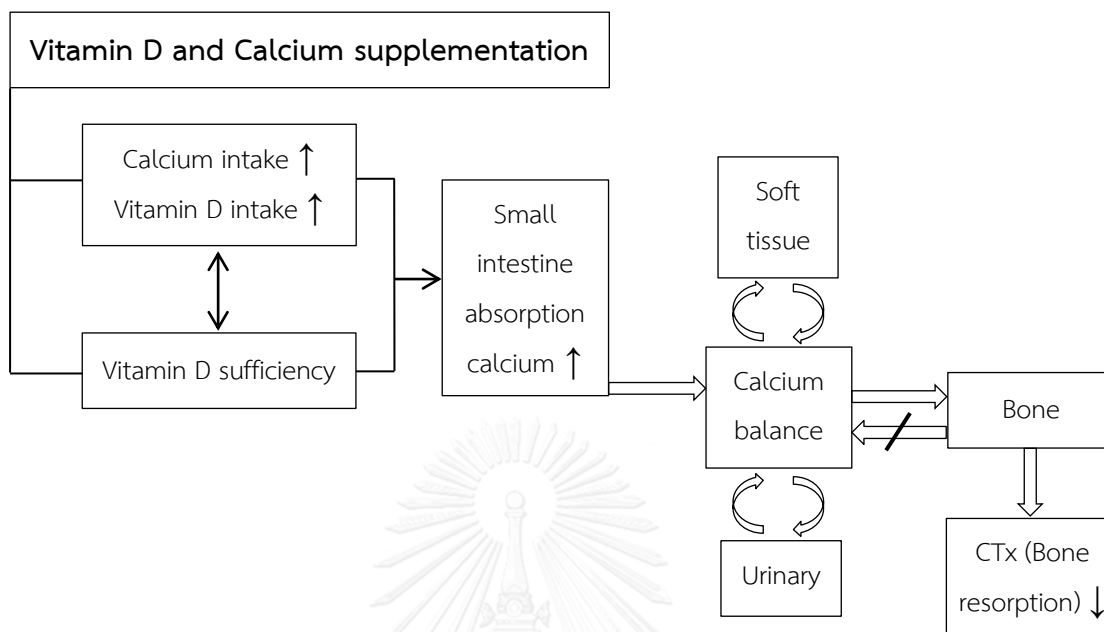 Vitamin D and Calcium supplementation
Calcium intake ↑
Vitamin D intake ↑
Vitamin D sufficiency
Small
intestine
absorption
calcium ↑
Soft
tissue
Calcium
balance
Urinary
Bone
CTx (Bone
resorption) ↓